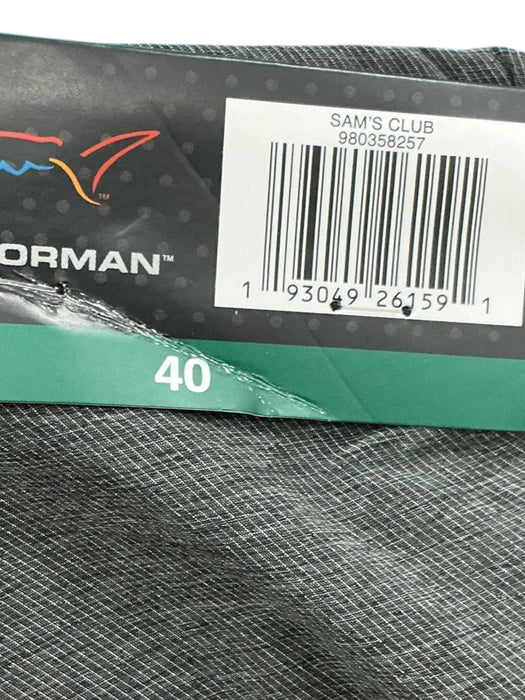 SAM'S CLUB
980358257
1 93049 26159 1
ORMAN™
40